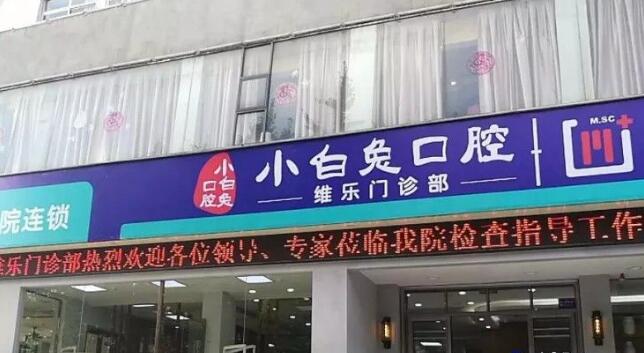 小白兔
口腔
小白兔口腔
维乐门诊部
M.SC
院连锁
维乐门诊部热烈欢迎各位领导、专家莅临我院检查指导工作